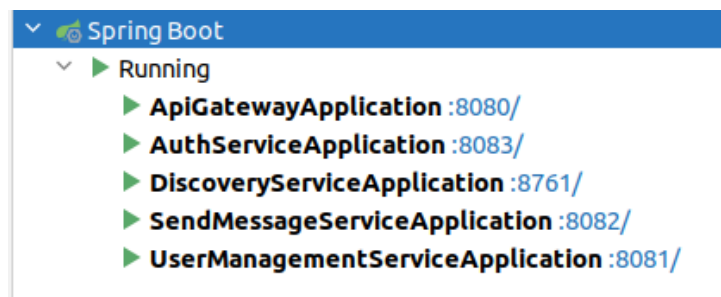 Spring Boot
Running
ApiGatewayApplication :8080/
AuthServiceApplication :8083/
DiscoveryServiceApplication :8761/
SendMessageServiceApplication :8082/
UserManagementServiceApplication :8081/